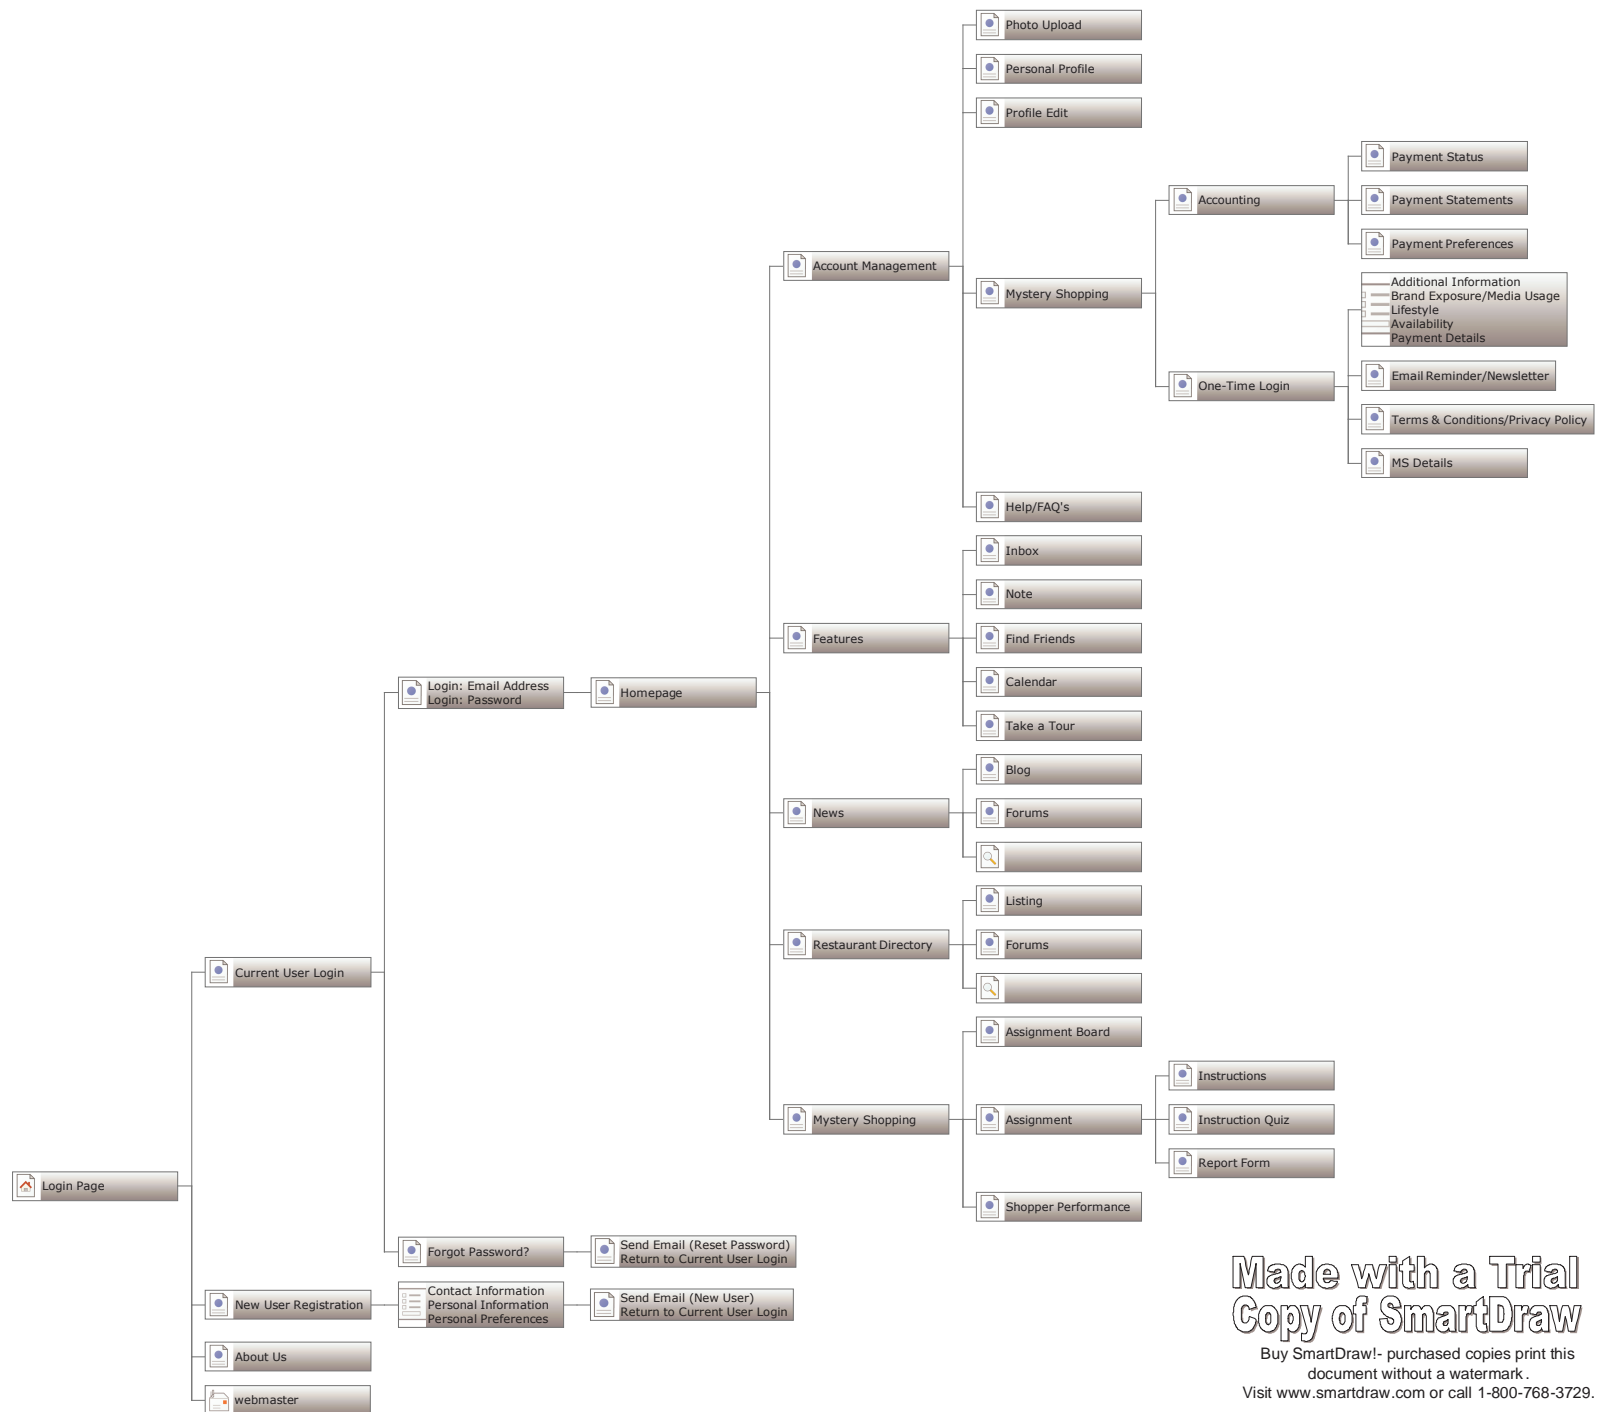 Photo Upload
Personal Profile
Profile Edit
Payment Status
Accounting
Payment Statements
Payment Preferences
Account Management
Mystery Shopping
Additional Information
Brand Exposure/Media Usage
Lifestyle
Availability
Payment Details
One-Time Login
Email Reminder/Newsletter
Terms & Conditions/Privacy Policy
MS Details
Help/FAQ's
Inbox
Note
Features
Find Friends
Calendar
Take a Tour
Login: Email Address
Login: Password
Homepage
Blog
News
Forums
Listing
Restaurant Directory
Forums
Current User Login
Assignment Board
Instructions
Mystery Shopping
Assignment
Instruction Quiz
Report Form
Login Page
Shopper Performance
Forgot Password?
Send Email (Reset Password)
Return to Current User Login
New User Registration
Contact Information
Personal Information
Personal Preferences
Send Email (New User)
Return to Current User Login
About Us
webmaster
Made with a Trial
Copy of SmartDraw
Buy SmartDraw!- purchased copies print this
document without a watermark.
Visit www.smartdraw.com or call 1-800-768-3729.